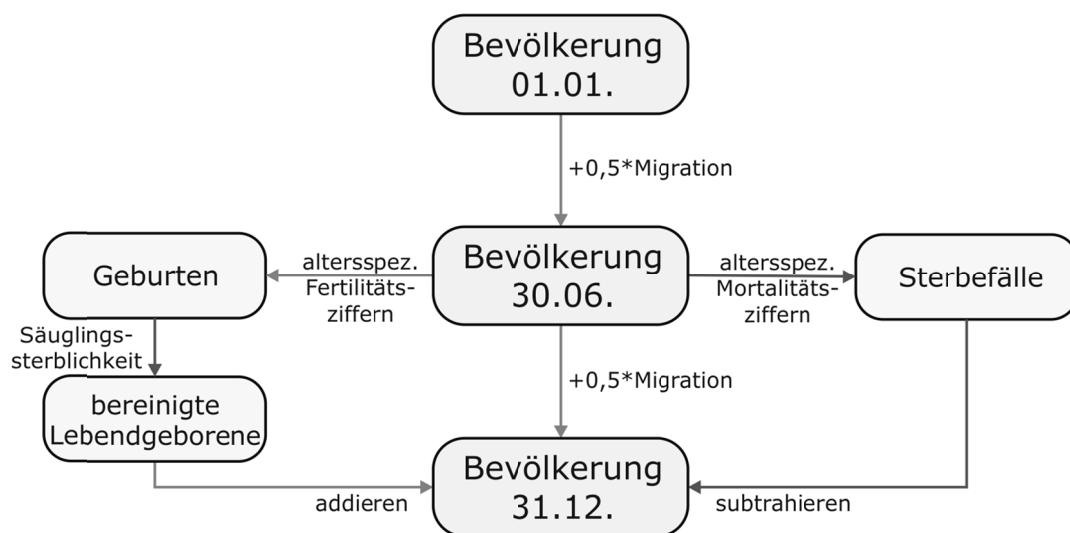 Bevölkerung
01.01.
+0,5*Migration
Geburten
altersspez.
Fertilitäts-
ziffern
Bevölkerung
30.06.
altersspez.
Mortalitäts-
ziffern
Sterbefälle
Säuglings-
sterblichkeit
+0,5*Migration
bereinigte
Lebendgeborene
addieren
Bevölkerung
31.12.
subtrahieren